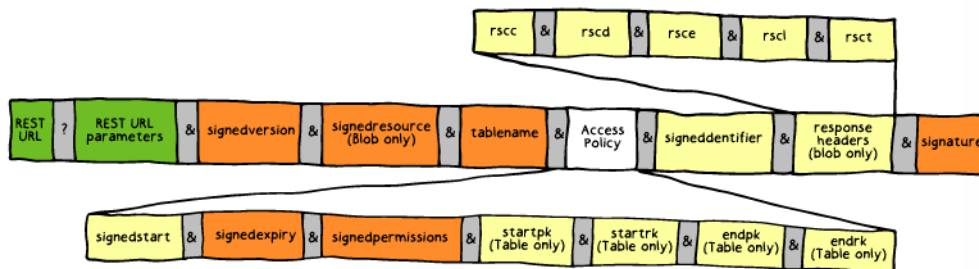 rscc & rscd & rsce & rscl & rsct
REST URL ? REST URL parameters & signedversion & signedresource (Blob only) & tablename & Access Policy & signeddentifier & response headers (blob only) & signature
signedstart & signedexpiry & signedpermissions & startpk (Table only) & startrk (Table only) & endpk (Table only) & endrk (Table only)